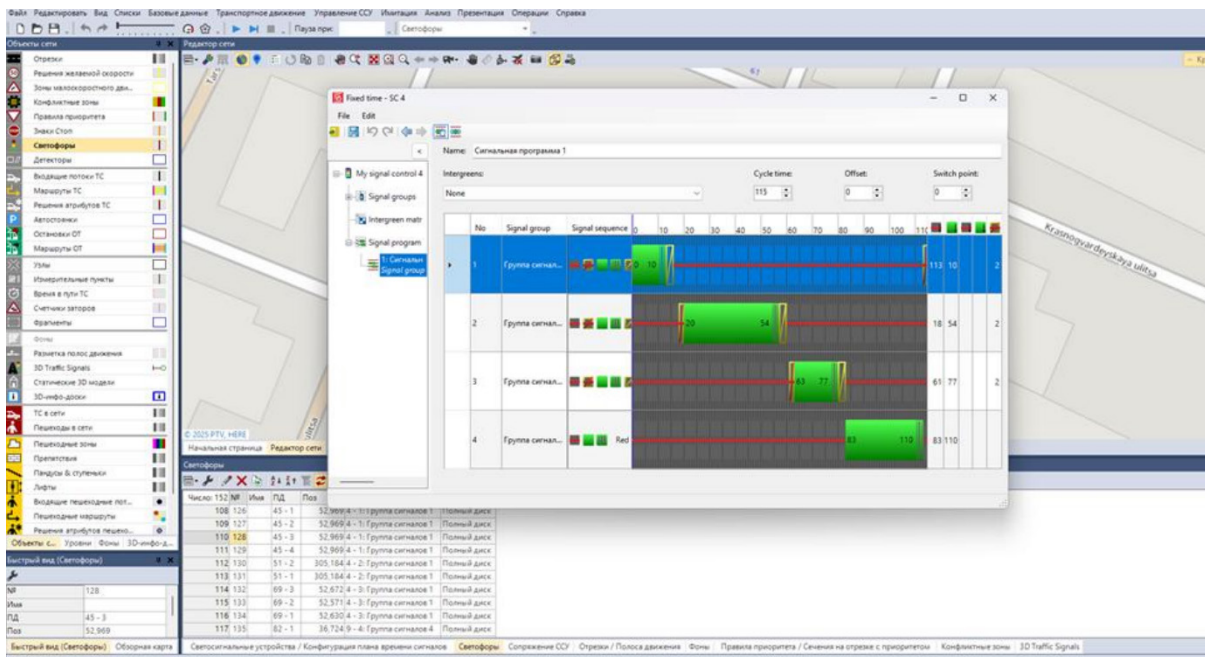 Файл Редактировать Вид Списки Базовые данные Транспортное движение Управление ССУ Имитация Анализ Презентация Операции Справка
Пауза при: Светофоры
Объекты сети
Отрезки
Решения желаемой скорости
Зоны малоскоростного дви...
Конфликтные зоны
Правила приоритета
Знаки Стоп
Светофоры
Детекторы
Входящие потоки ТС
Маршруты ТС
Решения атрибутов ТС
Автостоянки
Остановки ОТ
Маршруты ОТ
Узлы
Измерительные пункты
Время в пути ТС
Счетчики заторов
Фрагменты
Фоны
Разметка полос движения
3D Traffic Signals
Статические 3D модели
3D-инфо-доски
ТС в сети
Пешеходы в сети
Пешеходные зоны
Препятствия
Пандусы & ступеньки
Лифты
Входящие пешеходные пот...
Пешеходные маршруты
Решения атрибутов пешехо...
Объекты с... Уровни Фоны 3D-инфо-д...
Быстрый вид (Светофоры)
№ 128
Имя
ПД 45 - 3
Поз 52,969
Быстрый вид (Светофоры) Обзорная карта
Редактор сети
Krasnogvardeyskaya ulitsa
© 2025 PTV, HERE
Начальная страница Редактор сети
Fixed time - SC 4
File Edit
Name: Сигнальная программа 1
My signal control 4
Signal groups
Intergreen matr
Signal program
1: Сигнальн
Signal group
Intergreens: Cycle time: Offset: Switch point:
None 115 0 0
No Signal group Signal sequence 0 10 20 30 40 50 60 70 80 90 100 110
1 Группа сигнал... 0 10 113 10 2
2 Группа сигнал... 20 54 18 54 2
3 Группа сигнал... 63 77 61 77 2
4 Группа сигнал... Red 83 110 83 110
Светофоры
Число: 152 № Имя ПД Поз
108 126 45 - 1 52,969 4 - 1: Группа сигналов 1 Полный диск
109 127 45 - 2 52,969 4 - 1: Группа сигналов 1 Полный диск
110 128 45 - 3 52,969 4 - 1: Группа сигналов 1 Полный диск
111 129 45 - 4 52,969 4 - 1: Группа сигналов 1 Полный диск
112 130 51 - 2 305,184 4 - 2: Группа сигналов 1 Полный диск
113 131 51 - 1 305,184 4 - 2: Группа сигналов 1 Полный диск
114 132 69 - 3 52,672 4 - 3: Группа сигналов 1 Полный диск
115 133 69 - 2 52,571 4 - 3: Группа сигналов 1 Полный диск
116 134 69 - 1 52,630 4 - 3: Группа сигналов 1 Полный диск
117 135 82 - 1 36,724 9 - 4: Группа сигналов 4 Полный диск
Светосигнальные устройства / Конфигурация плана времени сигналов Светофоры Сопряжение ССУ Отрезки / Полоса движения Фоны Правила приоритета / Сечения на отрезке с приоритетом Конфликтные зоны 3D Traffic Signals